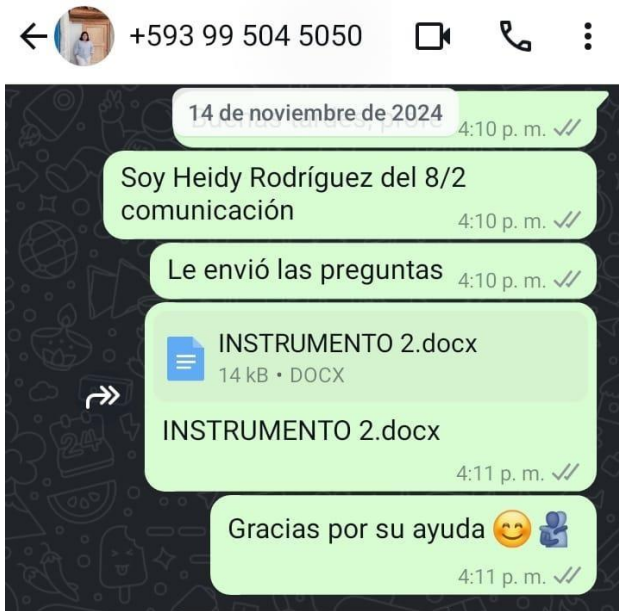 +593 99 504 5050
14 de noviembre de 2024
4:10 p. m.
Soy Heidy Rodríguez del 8/2
comunicación
4:10 p. m.
Le envió las preguntas 4:10 p. m.
INSTRUMENTO 2.docx
14 kB • DOCX
INSTRUMENTO 2.docx
4:11 p. m.
Gracias por su ayuda 😊🫂
4:11 p. m.